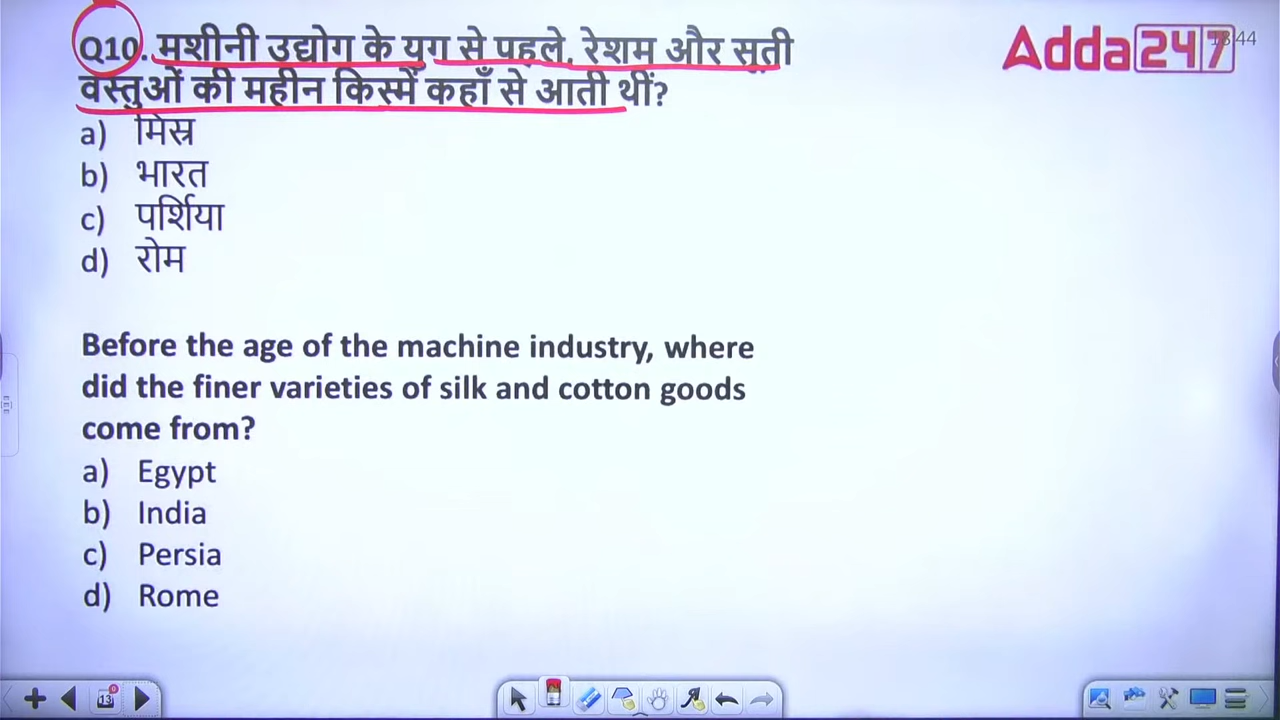 Q10. मशीनी उद्योग के युग से पहले, रेशम और सूती
Adda247
वस्तुओं की महीन किस्में कहाँ से आती थीं?
a) मिस्र
b) भारत
c) पर्शिया
d) रोम
Before the age of the machine industry, where
did the finer varieties of silk and cotton goods
come from?
a) Egypt
b) India
c) Persia
d) Rome
13